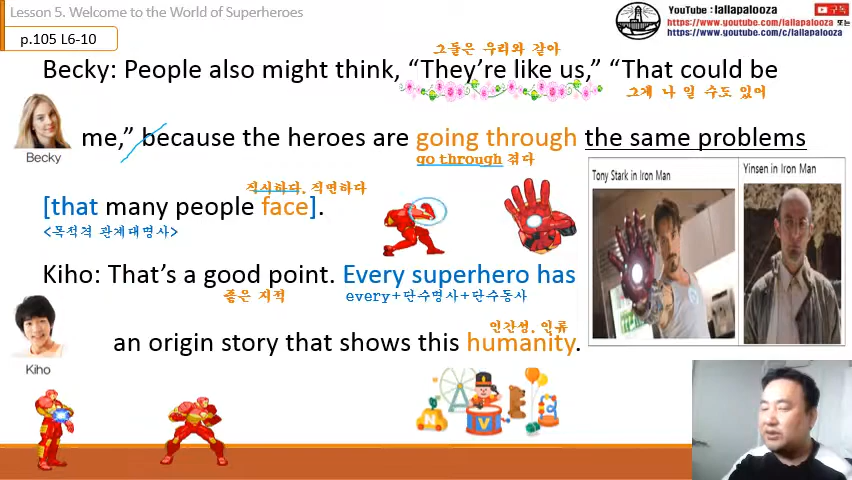 Lesson 5. Welcome to the World of Superheroes
p.105 L6-10
YouTube : @lallapalooza 구독
https://www.youtube.com/lallapalooza 또는
https://www.youtube.com/c/lallapalooza
그들은 우리와 같아
Becky: People also might think, “They’re like us,” “That could be
그게 나 일 수도 있어
me,” because the heroes are going through the same problems
Becky
go through 겪다
직식하다. 직면하다
[that many people face].
<목적격 관계대명사>
Tony Stark in Iron Man
Yinsen in Iron Man
Kiho: That’s a good point. Every superhero has
좋은 지적
every+단수명사+단수동사
인간성. 인류
an origin story that shows this humanity.
Kiho
N
V